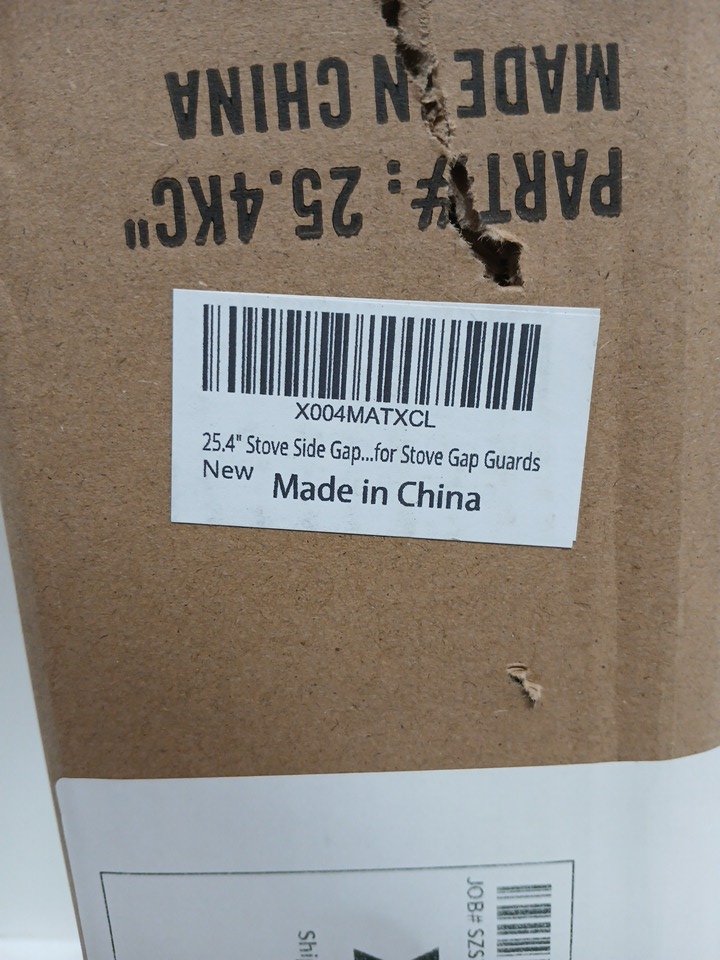 MADE IN CHINA
PART#: 25.4KC"
X004MATXCL
25.4" Stove Side Gap...for Stove Gap Guards
New
Made in China
JOB# SZS
Shi